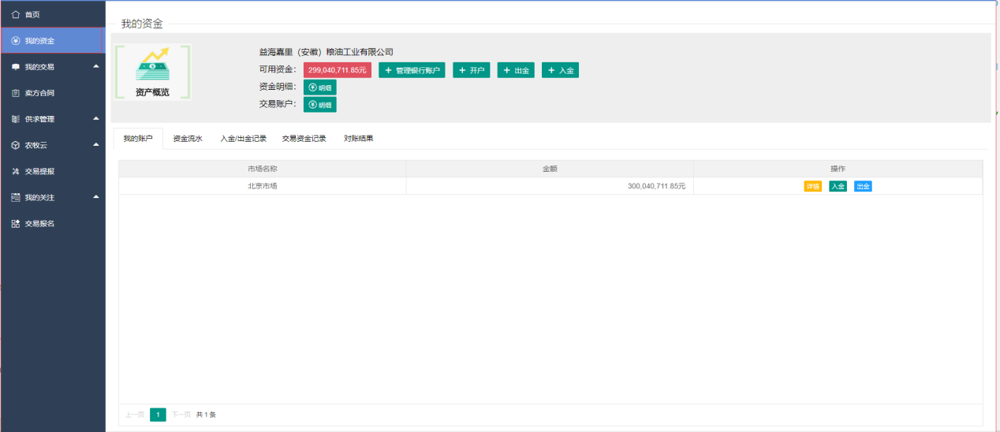 首页
我的资金
我的交易
卖方合同
供求管理
农牧云
交易提报
我的关注
交易报名
我的资金
资产概览
益海嘉里（安徽）粮油工业有限公司
可用资金： 299,040,711.85元 + 管理银行账户 + 开户 + 出金 + 入金
资金明细： 明细
交易账户： 明细
我的账户 资金流水 入金/出金记录 交易资金记录 对账结果
市场名称 金额 操作
北京市场 300,040,711.85元 详情 入金 出金
上一页 1 下一页 共 1 条